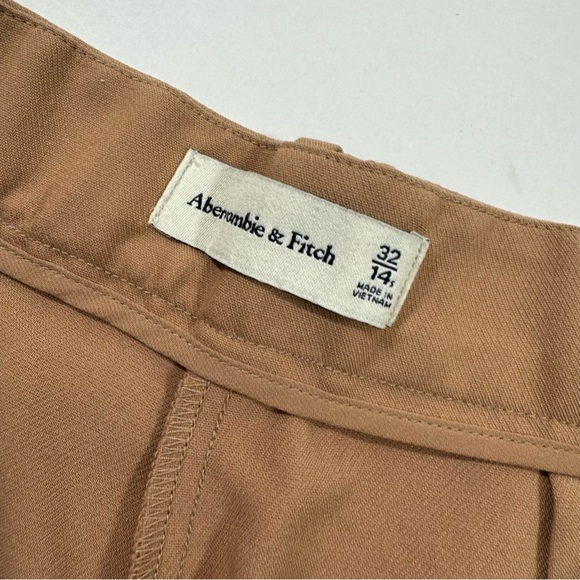 Abercrombie & Fitch
32
14s
MADE IN
VIETNAM